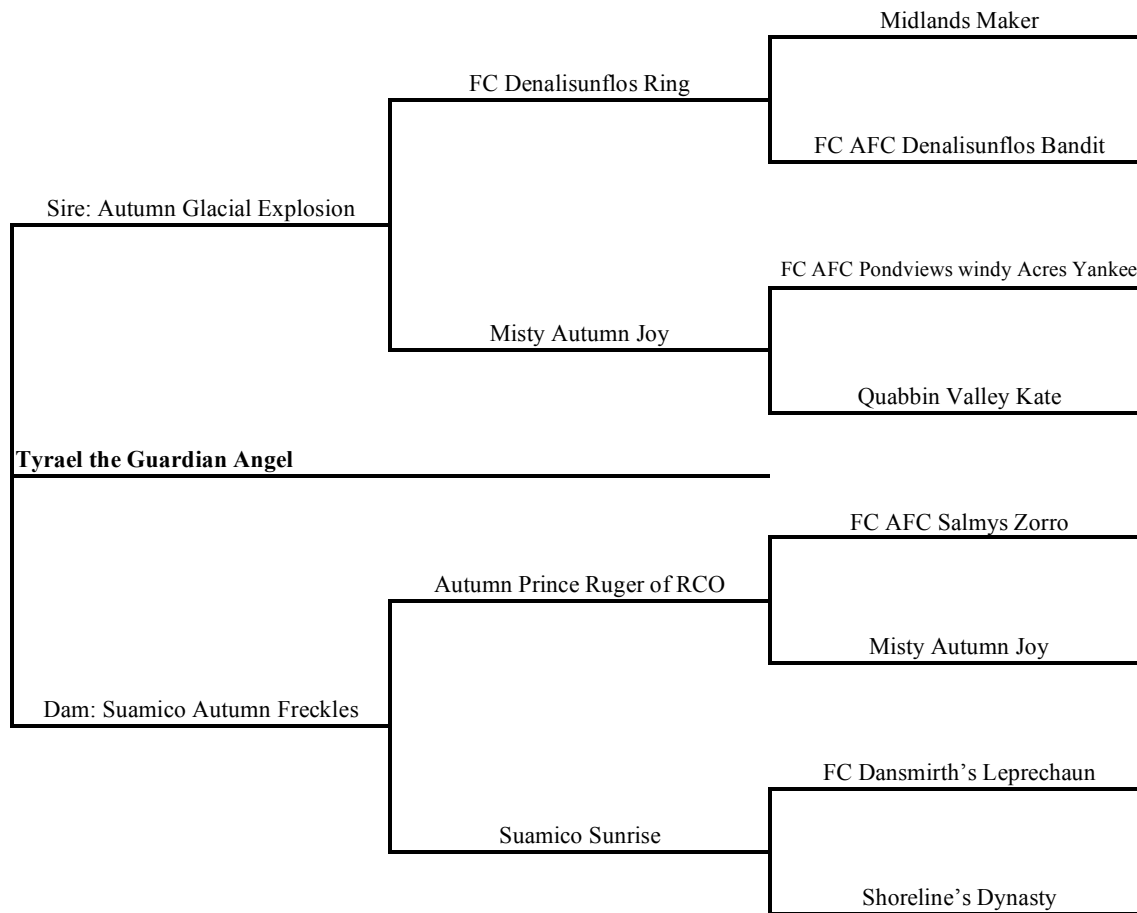 Midlands Maker
FC Denalisunflos Ring
FC AFC Denalisunflos Bandit
Sire: Autumn Glacial Explosion
FC AFC Pondviews windy Acres Yankee
Misty Autumn Joy
Quabbin Valley Kate
Tyrael the Guardian Angel
FC AFC Salmys Zorro
Autumn Prince Ruger of RCO
Misty Autumn Joy
Dam: Suamico Autumn Freckles
FC Dansmirth’s Leprechaun
Suamico Sunrise
Shoreline’s Dynasty